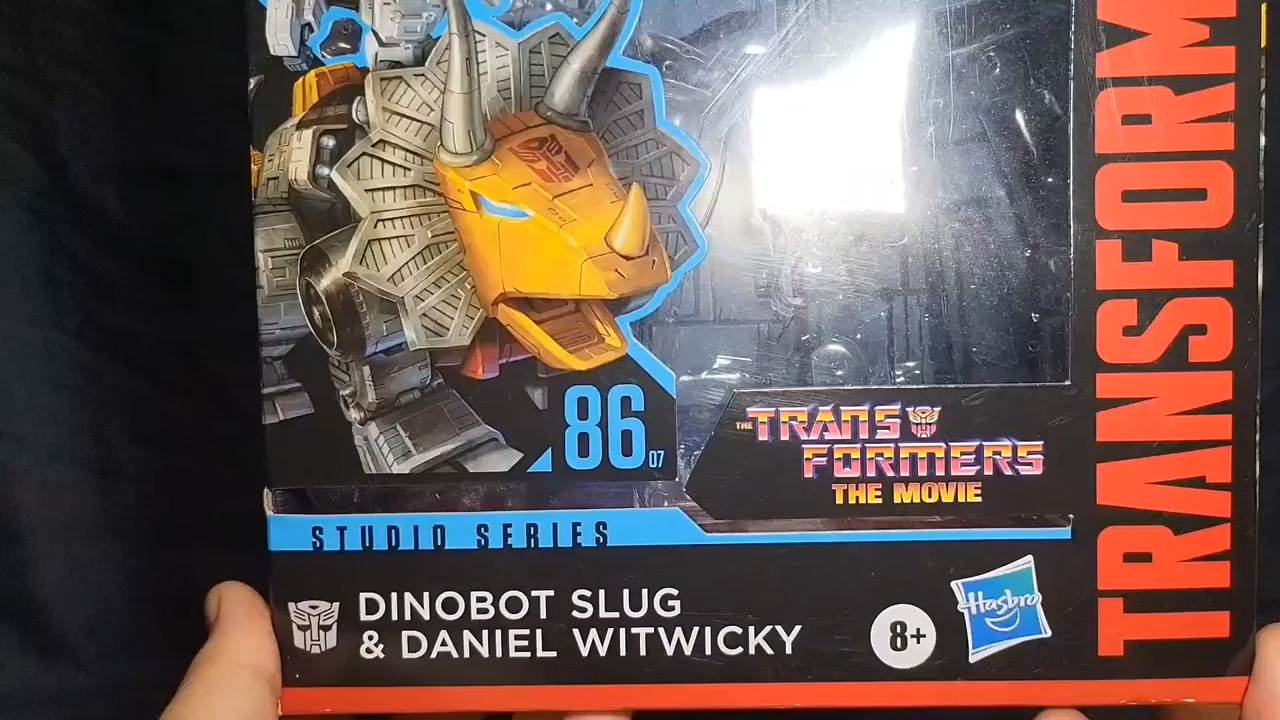 86
07
THE TRANSFORMERS
THE MOVIE
STUDIO SERIES
DINOBOT SLUG
& DANIEL WITWICKY
8+
Hasbro
TRANSFORM